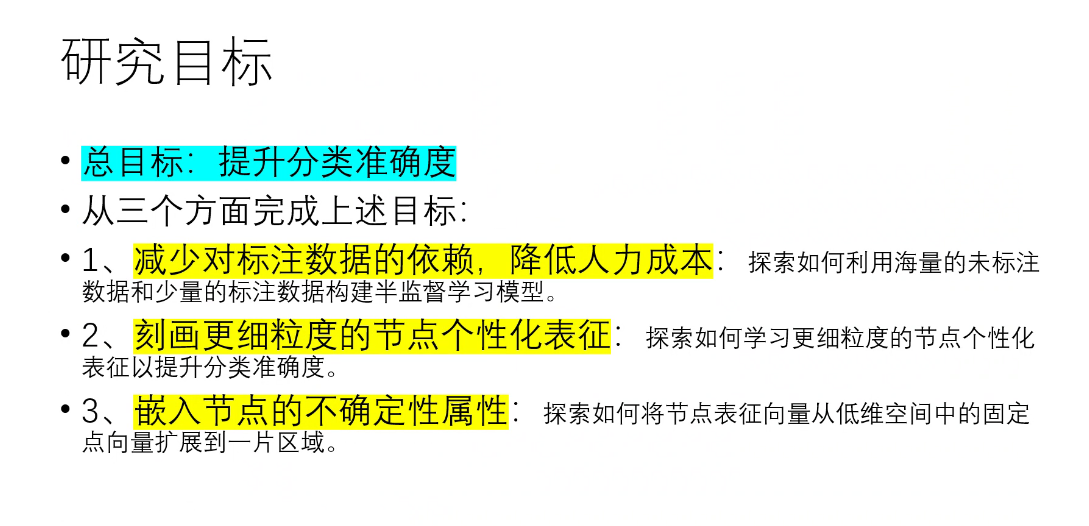 研究目标
• 总目标：提升分类准确度
• 从三个方面完成上述目标：
• 1、减少对标注数据的依赖，降低人力成本：探索如何利用海量的未标注
数据和少量的标注数据构建半监督学习模型。
• 2、刻画更细粒度的节点个性化表征：探索如何学习更细粒度的节点个性化
表征以提升分类准确度。
• 3、嵌入节点的不确定性属性：探索如何将节点表征向量从低维空间中的固定
点向量扩展到一片区域。